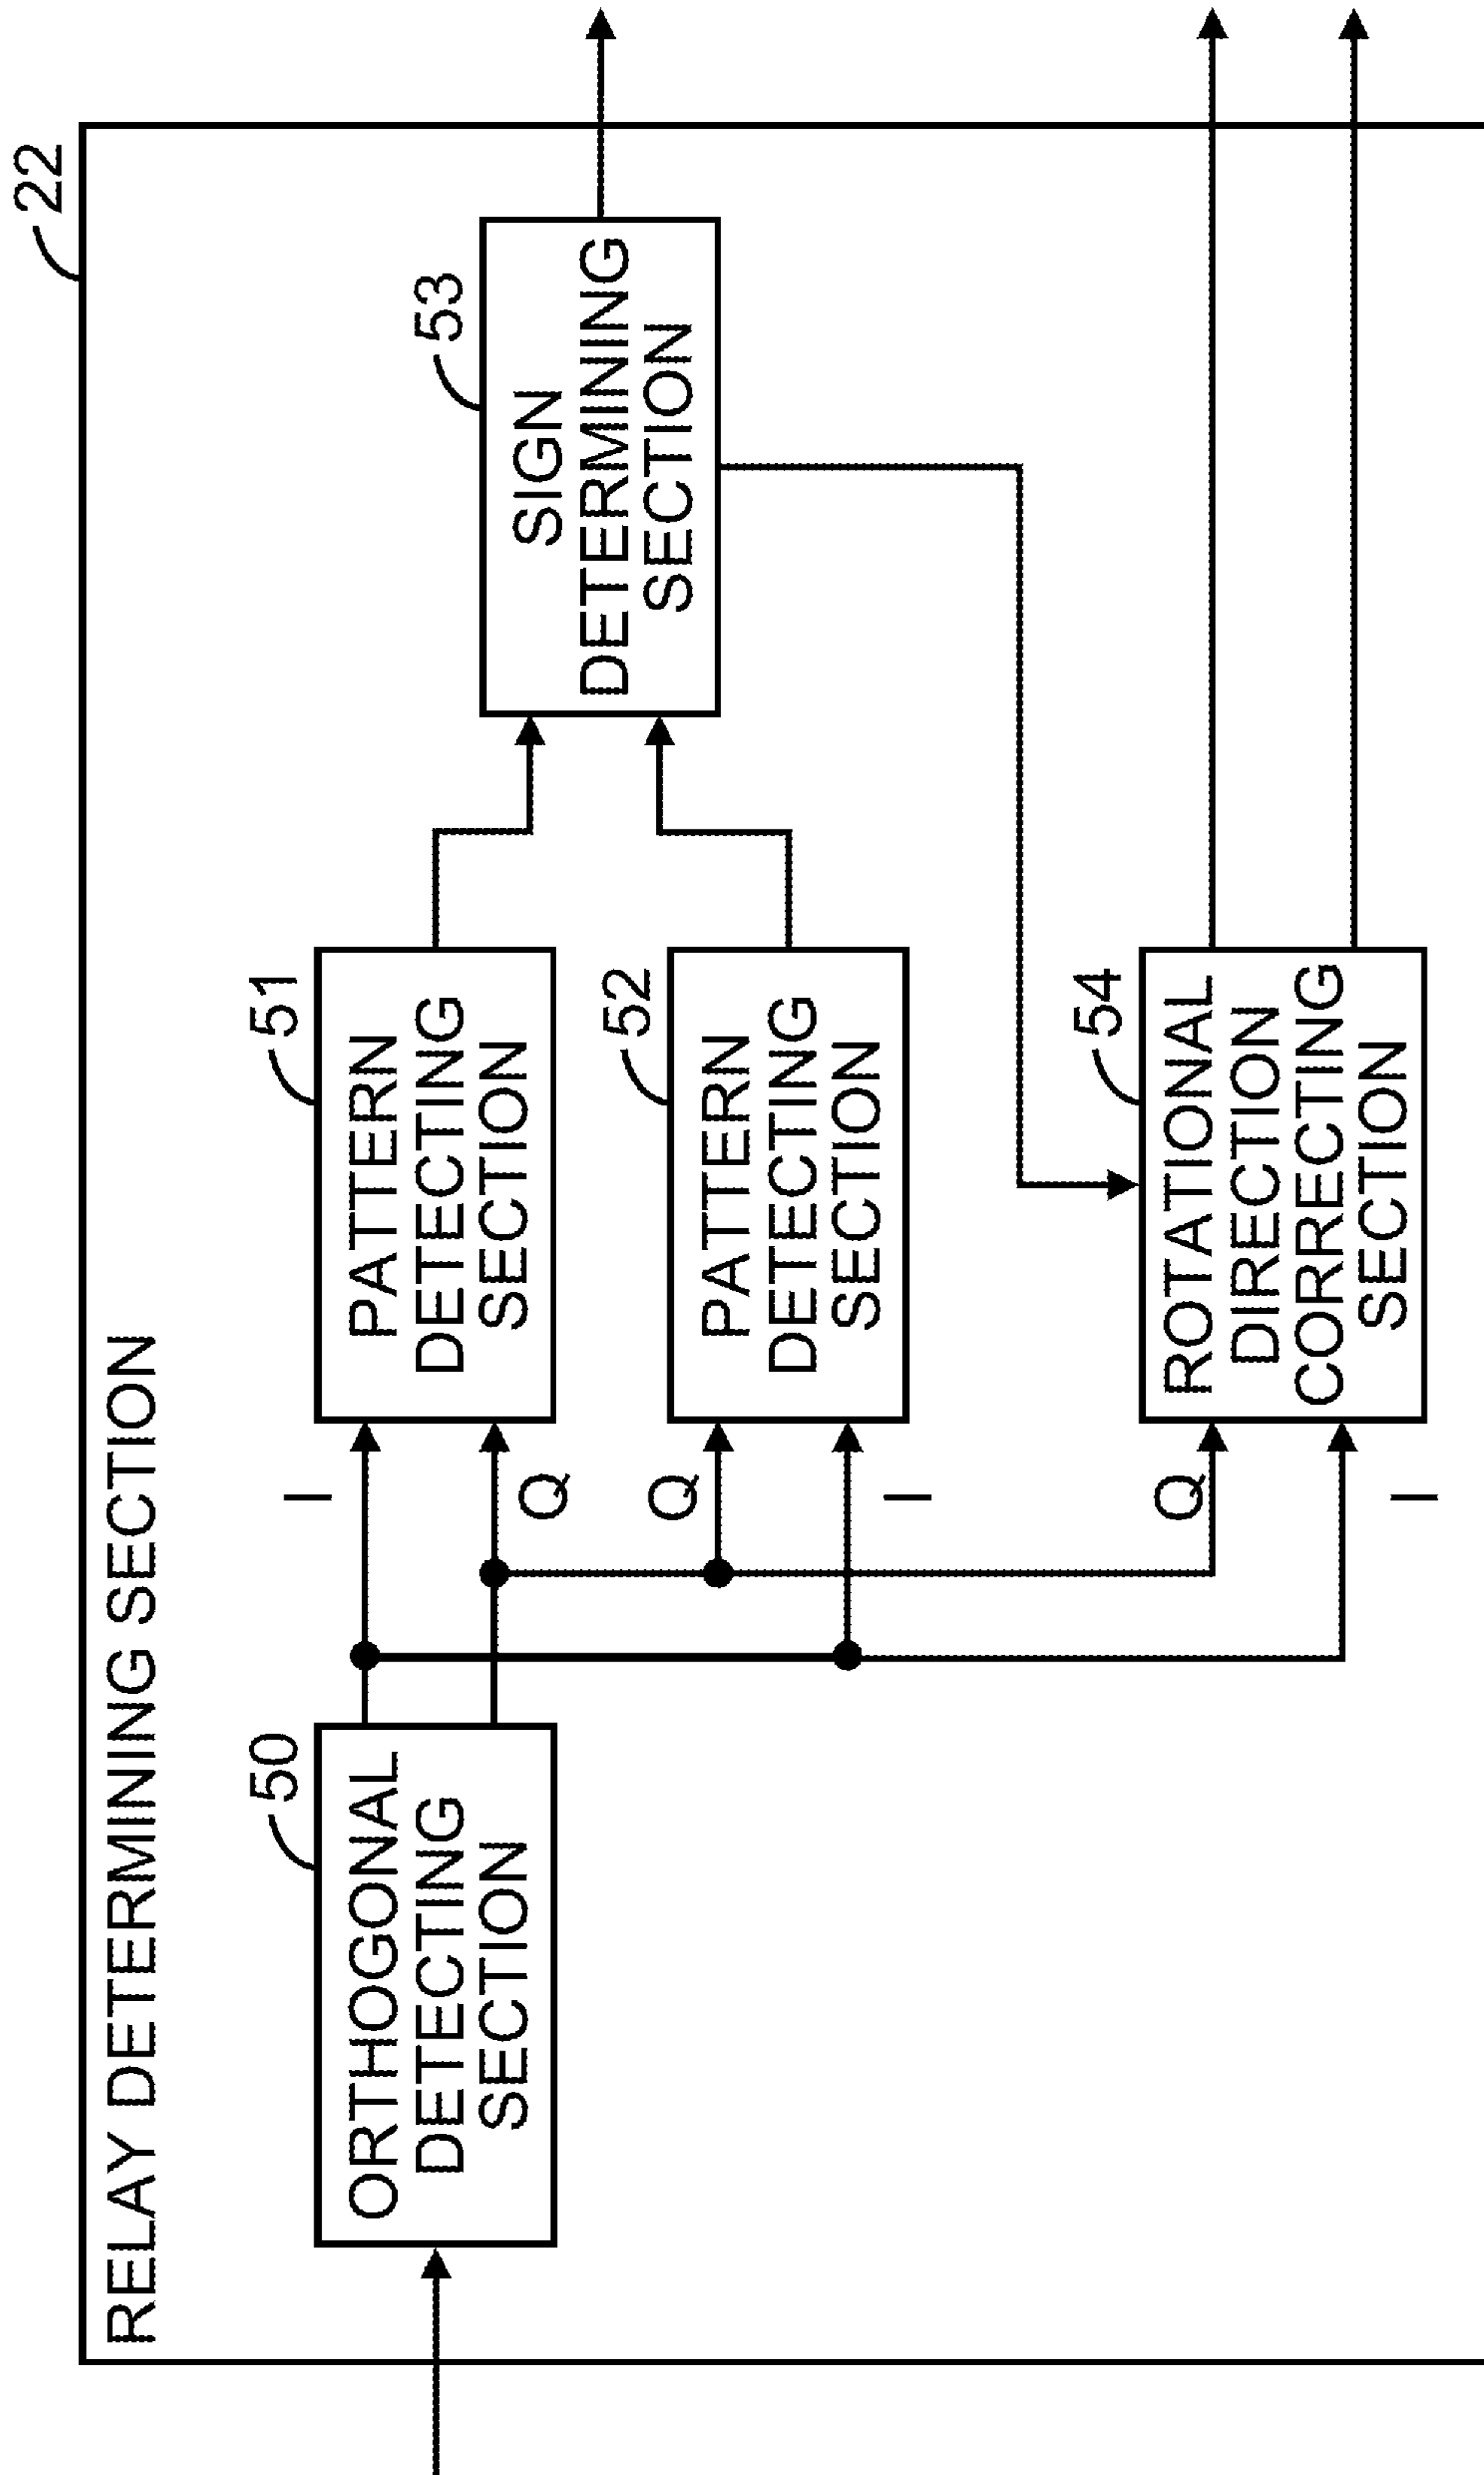 22
RELAY DETERMINING SECTION
50
ORTHOGONAL
DETECTING
SECTION
I
Q
51
PATTERN
DETECTING
SECTION
Q
I
52
PATTERN
DETECTING
SECTION
53
SIGN
DETERMINING
SECTION
Q
I
54
ROTATIONAL
DIRECTION
CORRECTING
SECTION